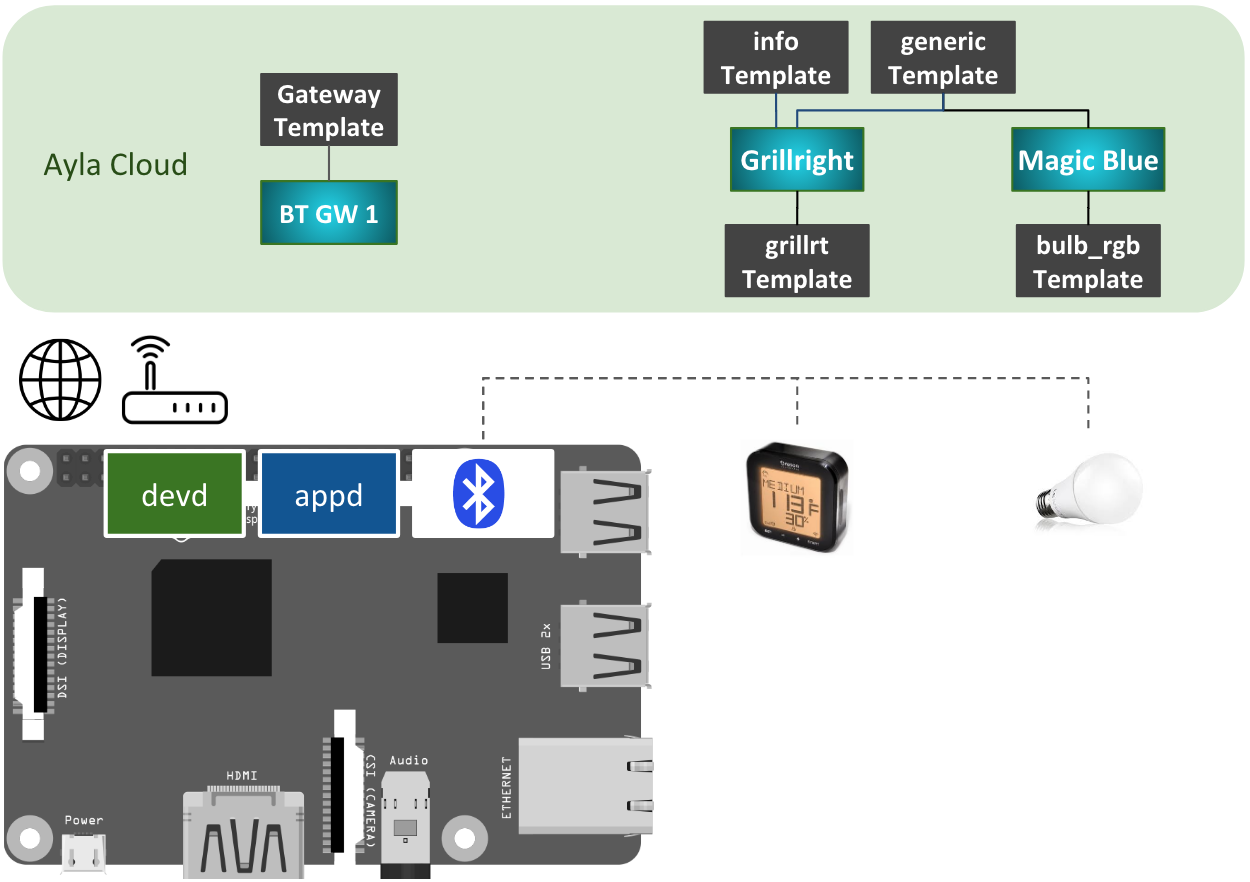 info
Template
generic
Template
Gateway
Template
Ayla Cloud
BT GW 1
Grillright
Magic Blue
grillrt
Template
bulb_rgb
Template
devd
appd
MEDIUM
113°F
30%
DSI (DISPLAY)
USB 2x
HDMI
CSI (CAMERA)
Audio
ETHERNET
Power